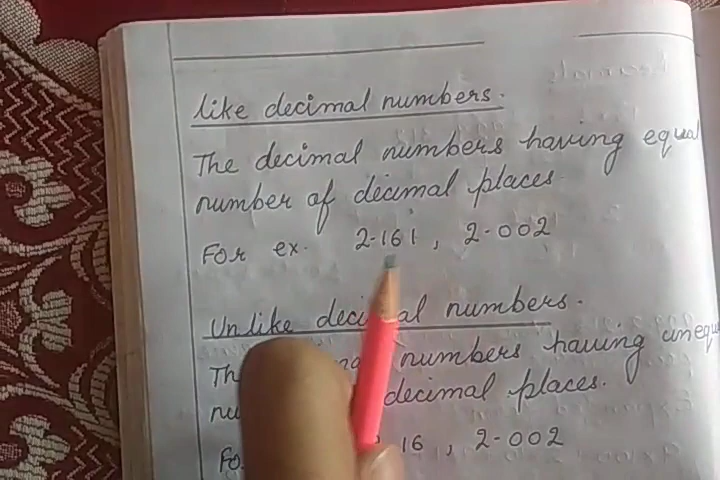 like decimal numbers.
The decimal numbers having equal
number of decimal places.
For ex. 2.161, 2.002
Unlike decimal numbers.
numbers having
decimal places.
16, 2.002